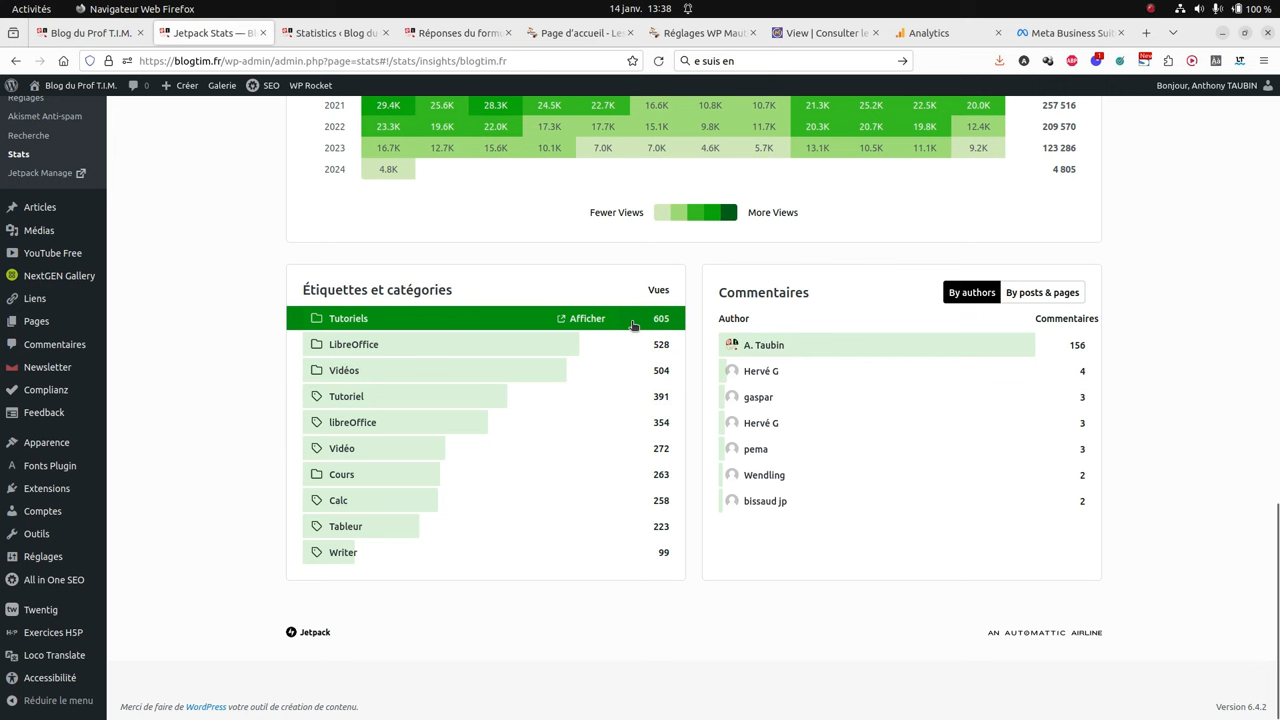 Activités
Navigateur Web Firefox
14 janv. 13:38
100 %
Blog du Prof T.I.M.
Jetpack Stats — B
Statistics ‹ Blog du
Réponses du formu
Page d'accueil - Les
Réglages WP Maut
View | Consulter le
Analytics
Meta Business Suit
https://blogtim.fr/wp-admin/admin.php?page=stats#!/stats/insights/blogtim.fr
e suis en
Blog du Prof T.I.M.
0
Créer
Galerie
SEO
WP Rocket
Bonjour, Anthony TAUBIN
Réglages
Akismet Anti-spam
Recherche
Stats
Jetpack Manage
Articles
Médias
YouTube Free
NextGEN Gallery
Liens
Pages
Commentaires
Newsletter
Complianz
Feedback
Apparence
Fonts Plugin
Extensions
Comptes
Outils
Réglages
All in One SEO
Twentig
Exercices H5P
Loco Translate
Accessibilité
Réduire le menu
2021 29.4K 25.6K 28.3K 24.5K 22.7K 16.6K 10.8K 10.7K 21.3K 25.2K 22.5K 20.0K 257 516
2022 23.3K 19.6K 22.0K 17.3K 17.7K 15.1K 9.8K 11.7K 20.3K 20.7K 19.8K 12.4K 209 570
2023 16.7K 12.7K 15.6K 10.1K 7.0K 7.0K 4.6K 5.7K 13.1K 10.5K 11.1K 9.2K 123 286
2024 4.8K 4 805
Fewer Views More Views
Étiquettes et catégories Vues
Tutoriels Afficher 605
LibreOffice 528
Vidéos 504
Tutoriel 391
libreOffice 354
Vidéo 272
Cours 263
Calc 258
Tableur 223
Writer 99
Commentaires By authors By posts & pages
Author Commentaires
A. Taubin 156
Hervé G 4
gaspar 3
Hervé G 3
pema 3
Wendling 2
bissaud jp 2
Jetpack
AN AUTOMATTIC AIRLINE
Merci de faire de WordPress votre outil de création de contenu.
Version 6.4.2